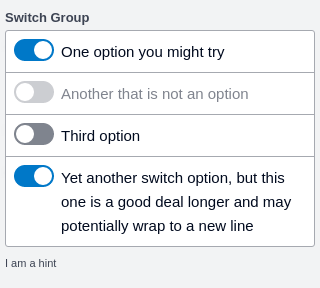 Switch Group
One option you might try
Another that is not an option
Third option
Yet another switch option, but this
one is a good deal longer and may
potentially wrap to a new line
I am a hint